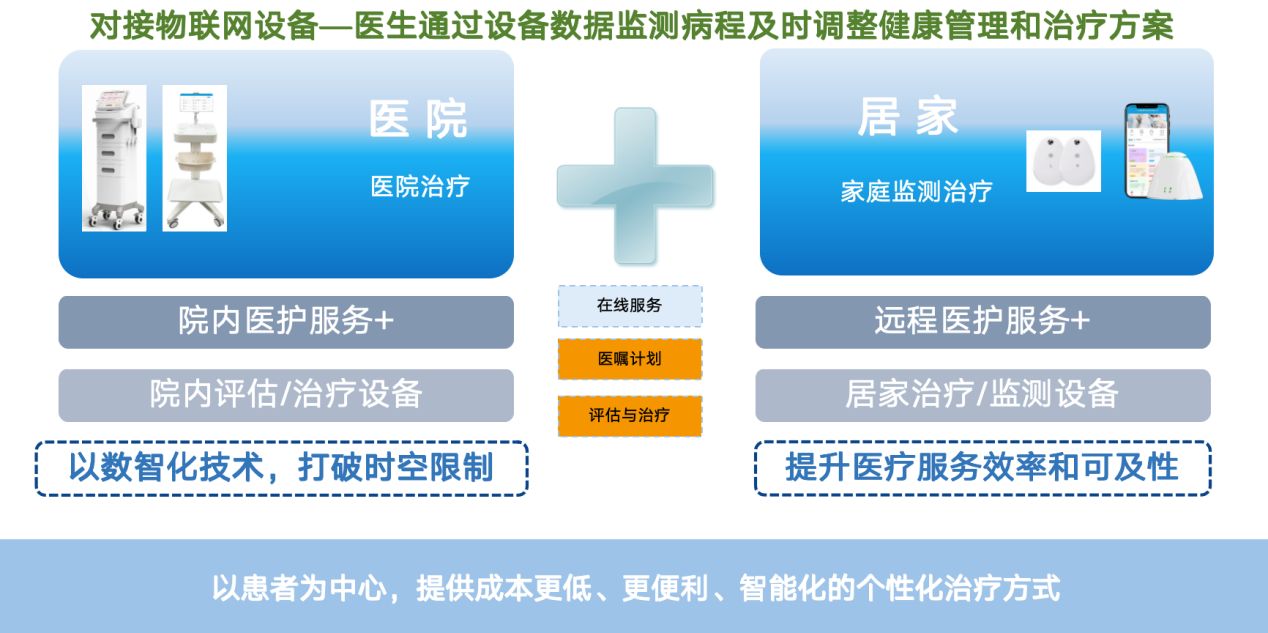 对接物联网设备—医生通过设备数据监测病程及时调整健康管理和治疗方案
医院
医院治疗
居家
家庭监测治疗
院内医护服务+
院内评估/治疗设备
以数智化技术，打破时空限制
在线服务
医嘱计划
评估与治疗
远程医护服务+
居家治疗/监测设备
提升医疗服务效率和可及性
以患者为中心，提供成本更低、更便利、智能化的个性化治疗方式